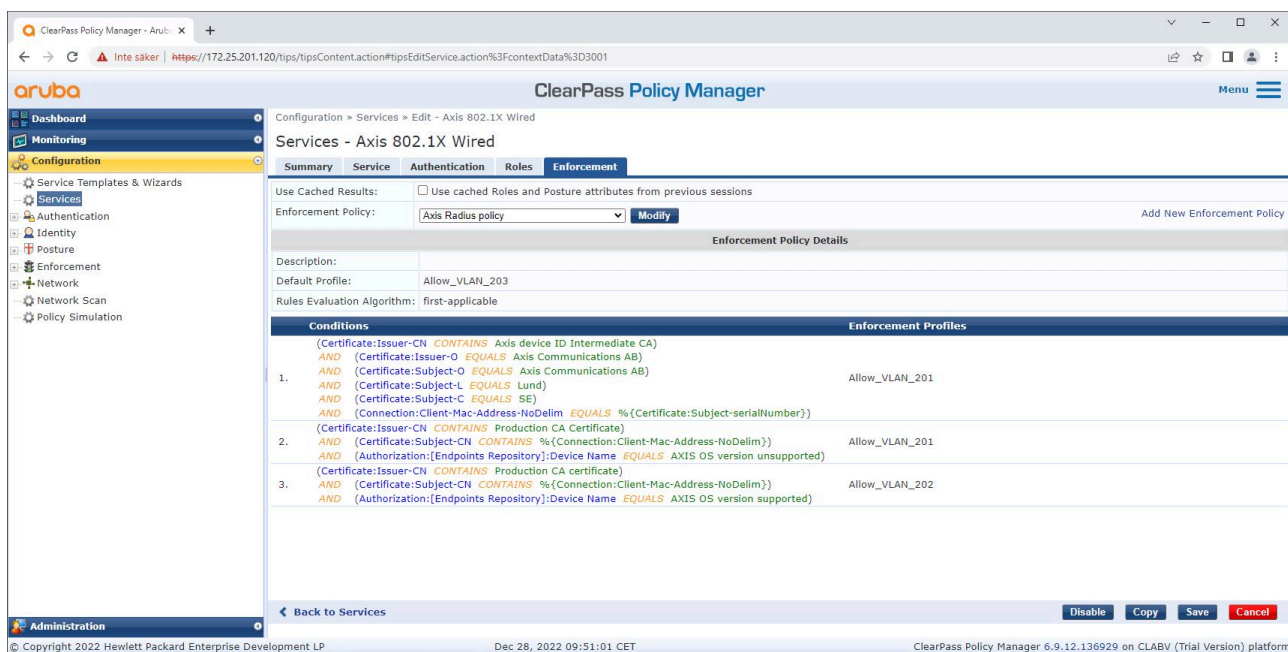 ClearPass Policy Manager - Arub
Inte säker | https://172.25.201.120/tips/tipsContent.action#tipsEditService.action%3FcontextData%3D3001
aruba
ClearPass Policy Manager
Menu
Dashboard
Monitoring
Configuration
Service Templates & Wizards
Services
Authentication
Identity
Posture
Enforcement
Network
Network Scan
Policy Simulation
Administration
Configuration » Services » Edit - Axis 802.1X Wired
Services - Axis 802.1X Wired
Summary Service Authentication Roles Enforcement
Use Cached Results: Use cached Roles and Posture attributes from previous sessions
Enforcement Policy: Axis Radius policy Modify Add New Enforcement Policy
Enforcement Policy Details
Description:
Default Profile: Allow_VLAN_203
Rules Evaluation Algorithm: first-applicable
Conditions Enforcement Profiles
(Certificate:Issuer-CN CONTAINS Axis device ID Intermediate CA)
AND (Certificate:Issuer-O EQUALS Axis Communications AB)
AND (Certificate:Subject-O EQUALS Axis Communications AB)
1. AND (Certificate:Subject-L EQUALS Lund) Allow_VLAN_201
AND (Certificate:Subject-C EQUALS SE)
AND (Connection:Client-Mac-Address-NoDelim EQUALS %{Certificate:Subject-serialNumber})
(Certificate:Issuer-CN CONTAINS Production CA Certificate)
2. AND (Certificate:Subject-CN CONTAINS %{Connection:Client-Mac-Address-NoDelim}) Allow_VLAN_201
AND (Authorization:[Endpoints Repository]:Device Name EQUALS AXIS OS version unsupported)
(Certificate:Issuer-CN CONTAINS Production CA certificate)
3. AND (Certificate:Subject-CN CONTAINS %{Connection:Client-Mac-Address-NoDelim}) Allow_VLAN_202
AND (Authorization:[Endpoints Repository]:Device Name EQUALS AXIS OS version supported)
Back to Services Disable Copy Save Cancel
© Copyright 2022 Hewlett Packard Enterprise Development LP Dec 28, 2022 09:51:01 CET ClearPass Policy Manager 6.9.12.136929 on CLABV (Trial Version) platform